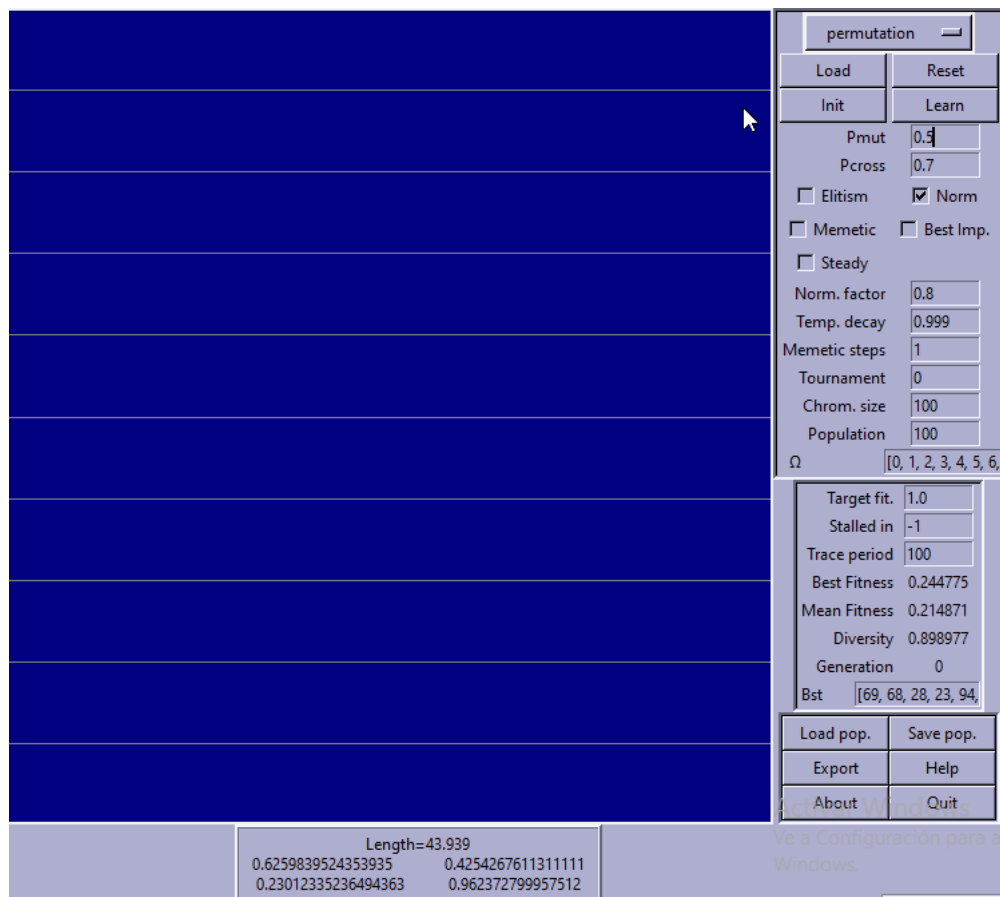 permutation
Load Reset
Init Learn
Pmut 0.5
Pcross 0.7
Elitism Norm
Memetic Best Imp.
Steady
Norm. factor 0.8
Temp. decay 0.999
Memetic steps 1
Tournament 0
Chrom. size 100
Population 100
Ω [0, 1, 2, 3, 4, 5, 6,
Target fit. 1.0
Stalled in -1
Trace period 100
Best Fitness 0.244775
Mean Fitness 0.214871
Diversity 0.898977
Generation 0
Bst [69, 68, 28, 23, 94,
Load pop. Save pop.
Export Help
About Quit
Activar Windows
Ve a Configuración para a
Windows.
Length=43.939
0.6259839524353935 0.4254267611311111
0.23012335236494363 0.962372799957512